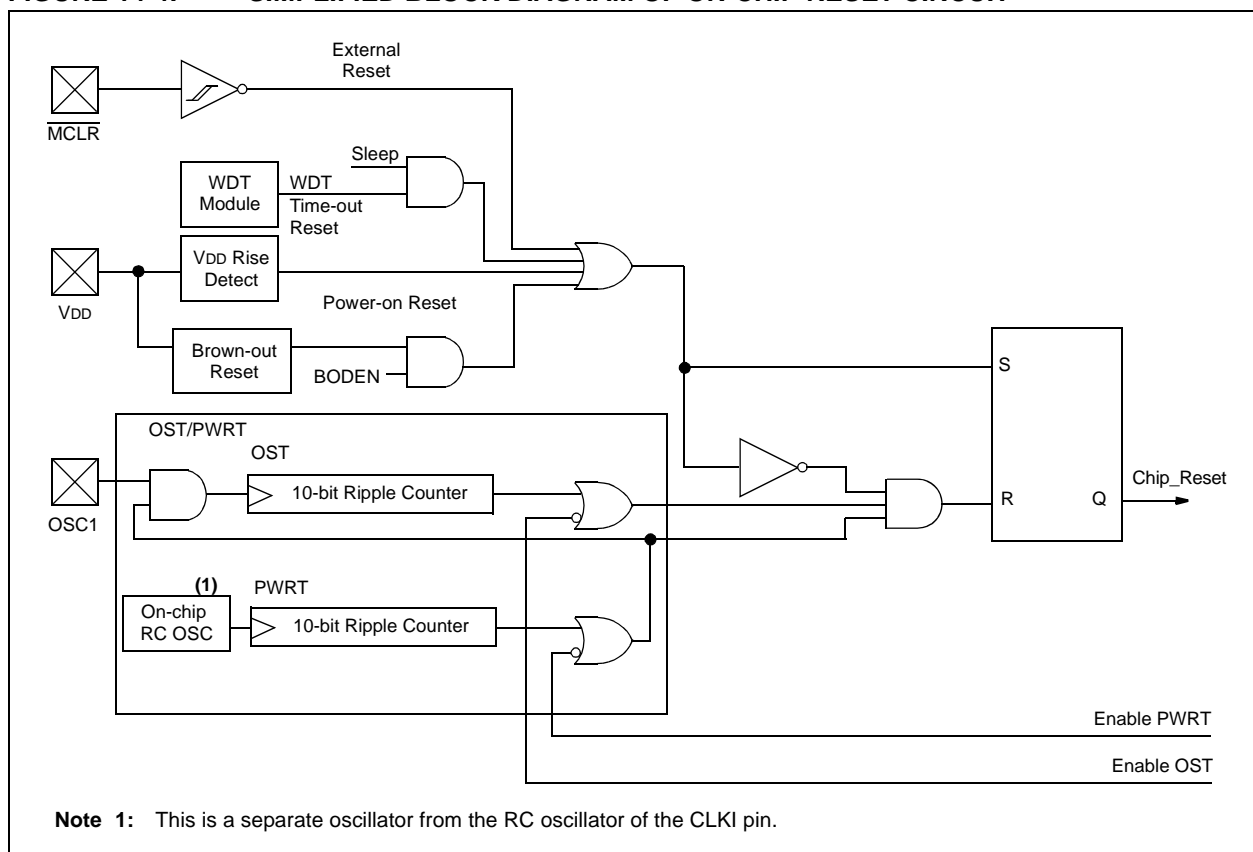 External
Reset
MCLR
Sleep
WDT
Module
WDT
Time-out
Reset
VDD Rise
Detect
VDD
Power-on Reset
Brown-out
Reset
BODEN
S
OST/PWRT
OST
10-bit Ripple Counter
OSC1
Chip_Reset
R
Q
(1)
PWRT
On-chip
RC OSC
10-bit Ripple Counter
Enable PWRT
Enable OST
Note 1: This is a separate oscillator from the RC oscillator of the CLKI pin.